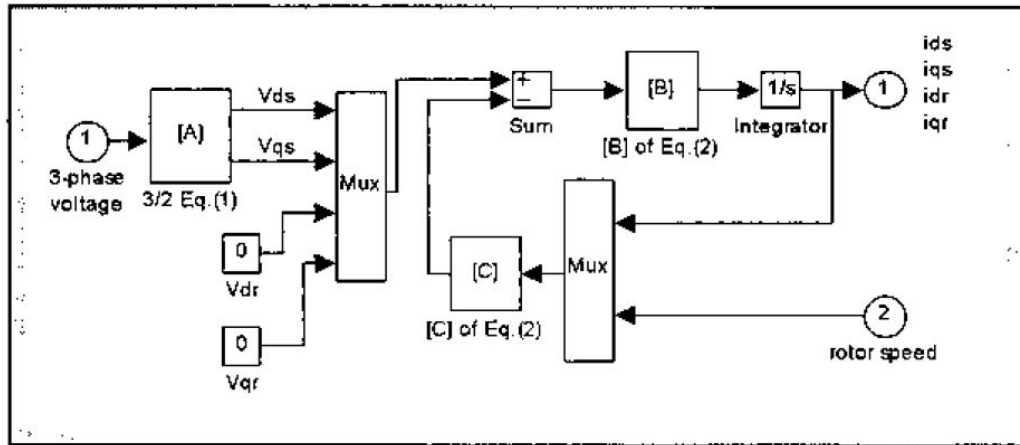 1
3-phase
voltage
[A]
3/2 Eq.(1)
Vds
Vqs
0
Vdr
0
Vqr
Mux
+
−
Sum
[B]
[B] of Eq.(2)
1/s
Integrator
1
ids
iqs
idr
iqr
[C]
[C] of Eq.(2)
Mux
2
rotor speed